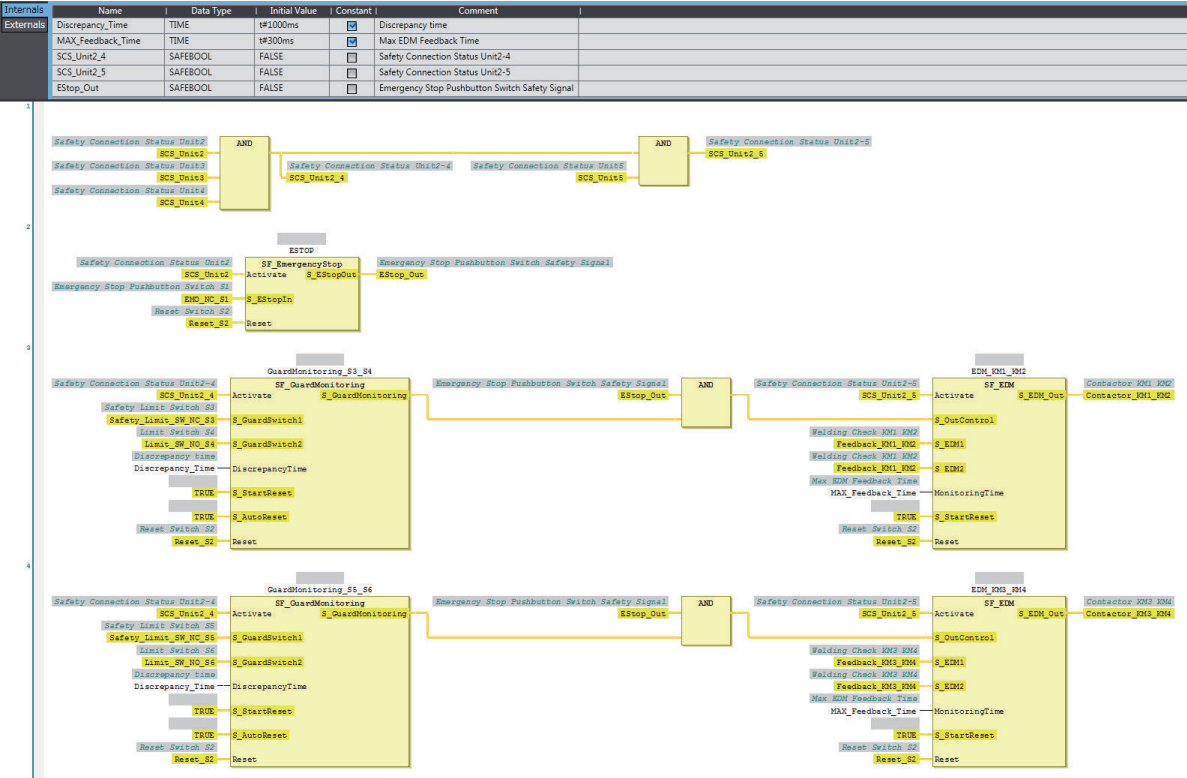 Internals Name Data Type Initial Value Constant Comment
Externals Discrepancy_Time TIME t#1000ms Discrepancy time
MAX_Feedback_Time TIME t#300ms Max EDM Feedback Time
SCS_Unit2_4 SAFEBOOL FALSE Safety Connection Status Unit2-4
SCS_Unit2_5 SAFEBOOL FALSE Safety Connection Status Unit2-5
EStop_Out SAFEBOOL FALSE Emergency Stop Pushbutton Switch Safety Signal
1
Safety Connection Status Unit2 AND AND Safety Connection Status Unit2-5
SCS_Unit2 SCS_Unit2_5
Safety Connection Status Unit3 Safety Connection Status Unit2-4 Safety Connection Status Unit5
SCS_Unit3 SCS_Unit2_4 SCS_Unit5
Safety Connection Status Unit4
SCS_Unit4
2
ESTOP
Safety Connection Status Unit2 SF_EmergencyStop Emergency Stop Pushbutton Switch Safety Signal
SCS_Unit2 Activate S_EStopOut EStop_Out
Emergency Stop Pushbutton Switch S1
EMO_NC_S1 S_EStopIn
Reset Switch S2
Reset_S2 Reset
3
GuardMonitoring_S3_S4 EDM_KM1_KM2
Safety Connection Status Unit2-4 SF_GuardMonitoring Emergency Stop Pushbutton Switch Safety Signal AND Safety Connection Status Unit2-5 SF_EDM Contactor KM1 KM2
SCS_Unit2_4 Activate S_GuardMonitoring EStop_Out SCS_Unit2_5 Activate S_EDM_Out Contactor_KM1_KM2
Safety Limit Switch S3
Safety_Limit_SW_NC_S3 S_GuardSwitch1 S_OutControl
Limit Switch S4 Welding Check KM1 KM2
Limit_SW_NO_S4 S_GuardSwitch2 Feedback_KM1_KM2 S_EDM1
Discrepancy time Welding Check KM1 KM2
Discrepancy_Time DiscrepancyTime Feedback_KM1_KM2 S_EDM2
Max EDM Feedback Time
TRUE S_StartReset MAX_Feedback_Time MonitoringTime
TRUE S_AutoReset TRUE S_StartReset
Reset Switch S2 Reset Switch S2
Reset_S2 Reset Reset_S2 Reset
4
GuardMonitoring_S5_S6 EDM_KM3_KM4
Safety Connection Status Unit2-4 SF_GuardMonitoring Emergency Stop Pushbutton Switch Safety Signal AND Safety Connection Status Unit2-5 SF_EDM Contactor KM3 KM4
SCS_Unit2_4 Activate S_GuardMonitoring EStop_Out SCS_Unit2_5 Activate S_EDM_Out Contactor_KM3_KM4
Safety Limit Switch S5
Safety_Limit_SW_NC_S5 S_GuardSwitch1 S_OutControl
Limit Switch S6 Welding Check KM3 KM4
Limit_SW_NO_S6 S_GuardSwitch2 Feedback_KM3_KM4 S_EDM1
Discrepancy time Welding Check KM3 KM4
Discrepancy_Time DiscrepancyTime Feedback_KM3_KM4 S_EDM2
Max EDM Feedback Time
TRUE S_StartReset MAX_Feedback_Time MonitoringTime
TRUE S_AutoReset TRUE S_StartReset
Reset Switch S2 Reset Switch S2
Reset_S2 Reset Reset_S2 Reset